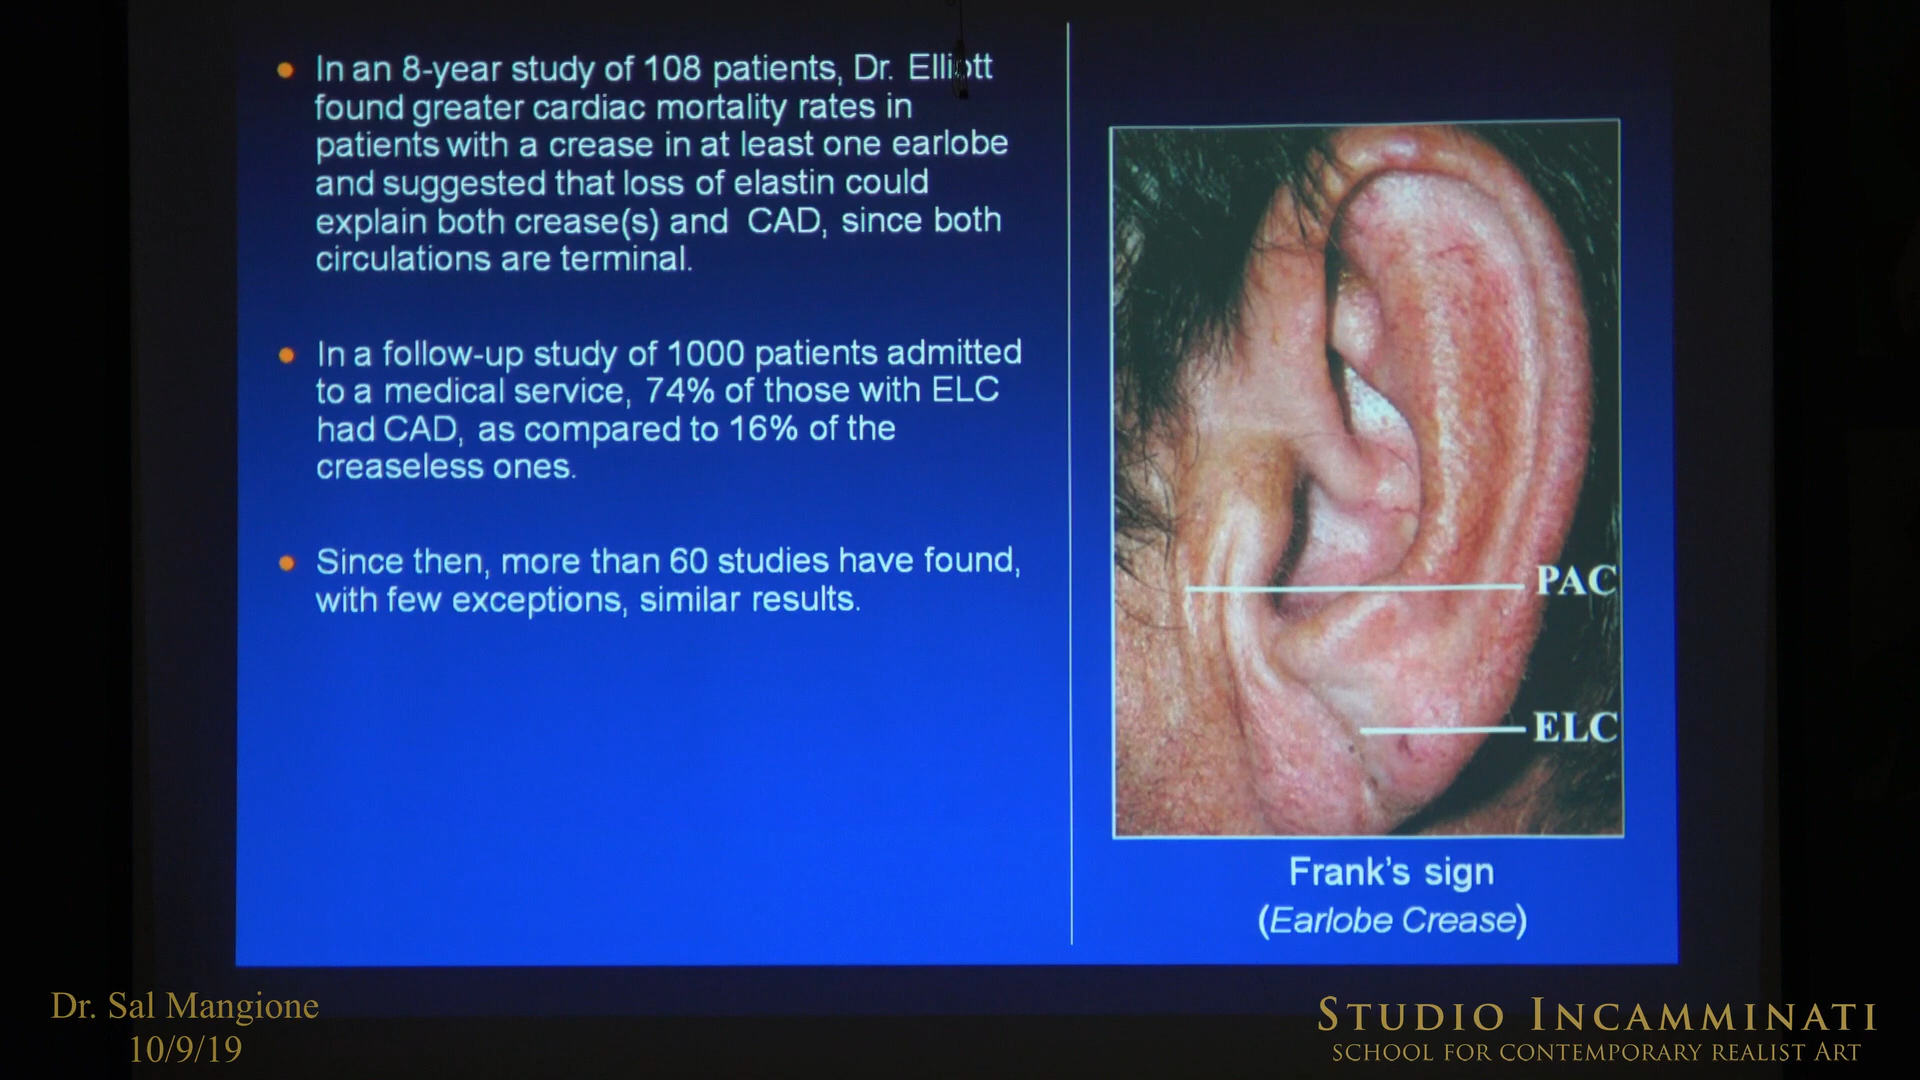 • In an 8-year study of 108 patients, Dr. Elliott
found greater cardiac mortality rates in
patients with a crease in at least one earlobe
and suggested that loss of elastin could
explain both crease(s) and CAD, since both
circulations are terminal.
• In a follow-up study of 1000 patients admitted
to a medical service, 74% of those with ELC
had CAD, as compared to 16% of the
creaseless ones.
• Since then, more than 60 studies have found,
with few exceptions, similar results.
PAC
ELC
Frank's sign
(Earlobe Crease)
Dr. Sal Mangione
10/9/19
STUDIO INCAMMINATI
SCHOOL FOR CONTEMPORARY REALIST ART